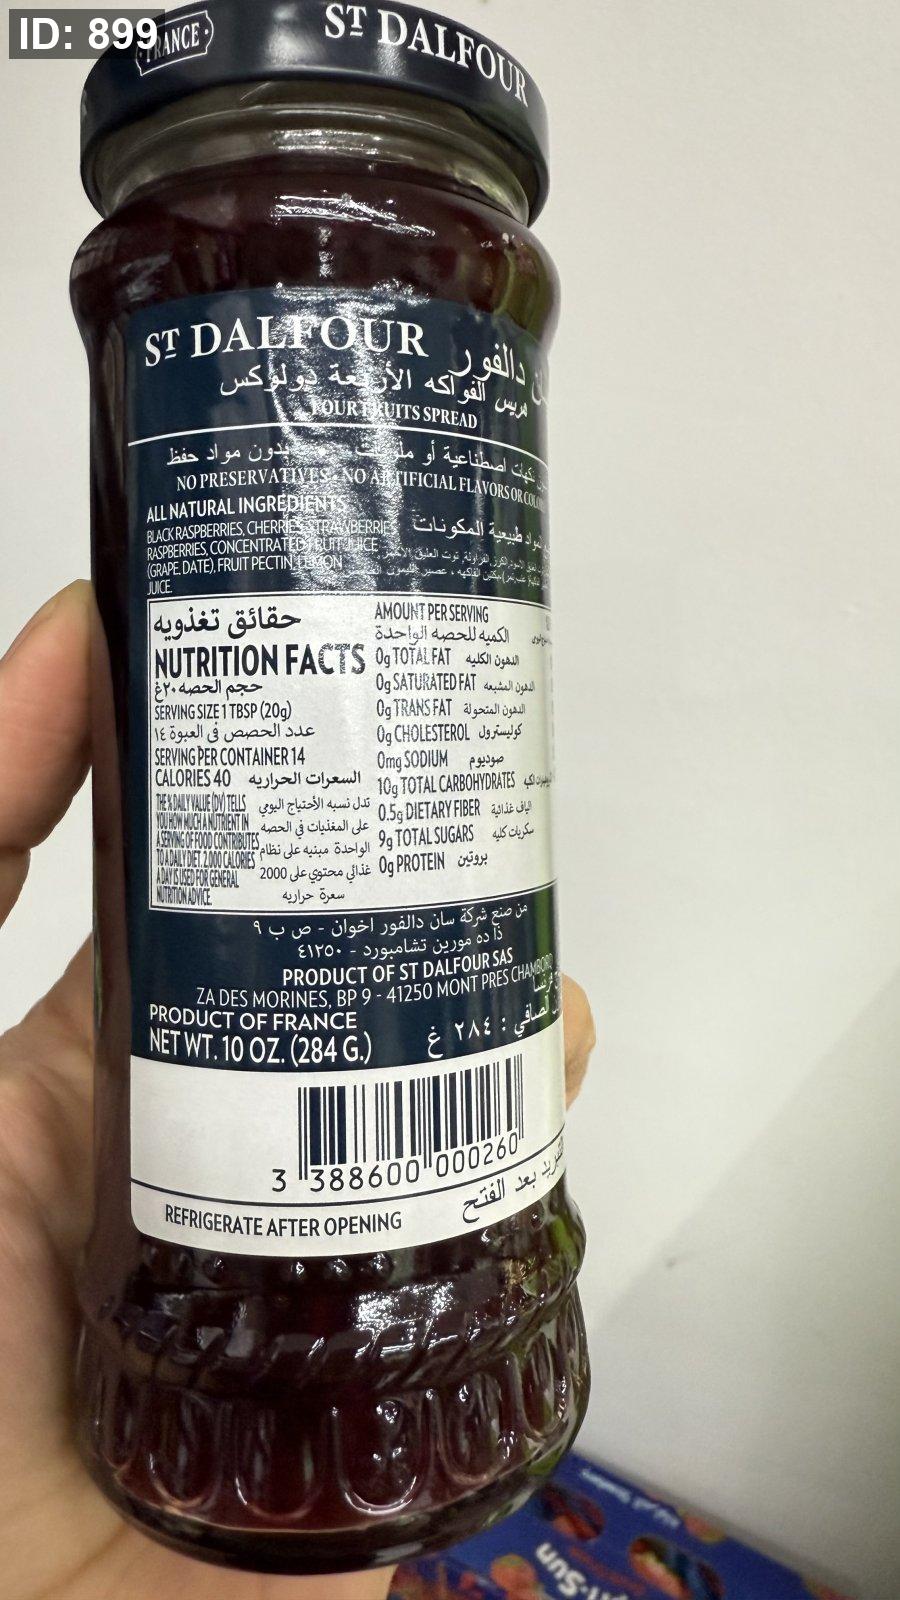 ID: 899
FRANCE
ST DALFOUR
ST DALFOUR
دالفور
هريس الفواكه الأربعة دولوكس
FOUR FRUITS SPREAD
نكهات اصطناعية أو
بدون مواد حفظ
NO PRESERVATIVES - NO ARTIFICIAL FLAVORS OR
ALL NATURAL INGREDIENTS
طبيعية المكونات
BLACK RASPBERRIES, CHERRIES, STRAWBERRIES
RASPBERRIES, CONCENTRATED FRUIT JUICE
(GRAPE, DATE), FRUIT PECTIN, LEMON
JUICE.
حقائق تغذويه
NUTRITION FACTS
حجم الحصه ٢٠غ
SERVING SIZE 1 TBSP (20g)
عدد الحصص في العبوة ١٤
SERVING PER CONTAINER 14
CALORIES 40 السعرات الحراريه
THE % DAILY VALUE (DV) TELLS
YOU HOW MUCH A NUTRIENT IN
A SERVING OF FOOD CONTRIBUTES
TO A DAILY DIET. 2,000 CALORIES
A DAY IS USED FOR GENERAL
NUTRITION ADVICE.
تدل نسبه الأحتياج اليومي
على المغذيات في الحصه
الواحدة مبنيه على نظام
غذائي محتوي على 2000
سعرة حراريه
AMOUNT PER SERVING
الكميه للحصه الواحدة
0g TOTAL FAT الدهون الكليه
0g SATURATED FAT الدهون المشبعه
0g TRANS FAT الدهون المتحولة
0g CHOLESTEROL كوليسترول
0mg SODIUM صوديوم
10g TOTAL CARBOHYDRATES
0.5g DIETARY FIBER الياف غذائية
9g TOTAL SUGARS سكريات كليه
0g PROTEIN بروتين
من صنع شركة سان دالفور اخوان - ص ب ٩
ذا ده مورين تشامبورد - ٤١٢٥٠
PRODUCT OF ST DALFOUR SAS
ZA DES MORINES, BP 9 - 41250 MONT PRES CHAMBORD
PRODUCT OF FRANCE
NET WT. 10 OZ. (284 G.)
الصافي : ٢٨٤ غ
3 388600 000260
REFRIGERATE AFTER OPENING
بعد الفتح